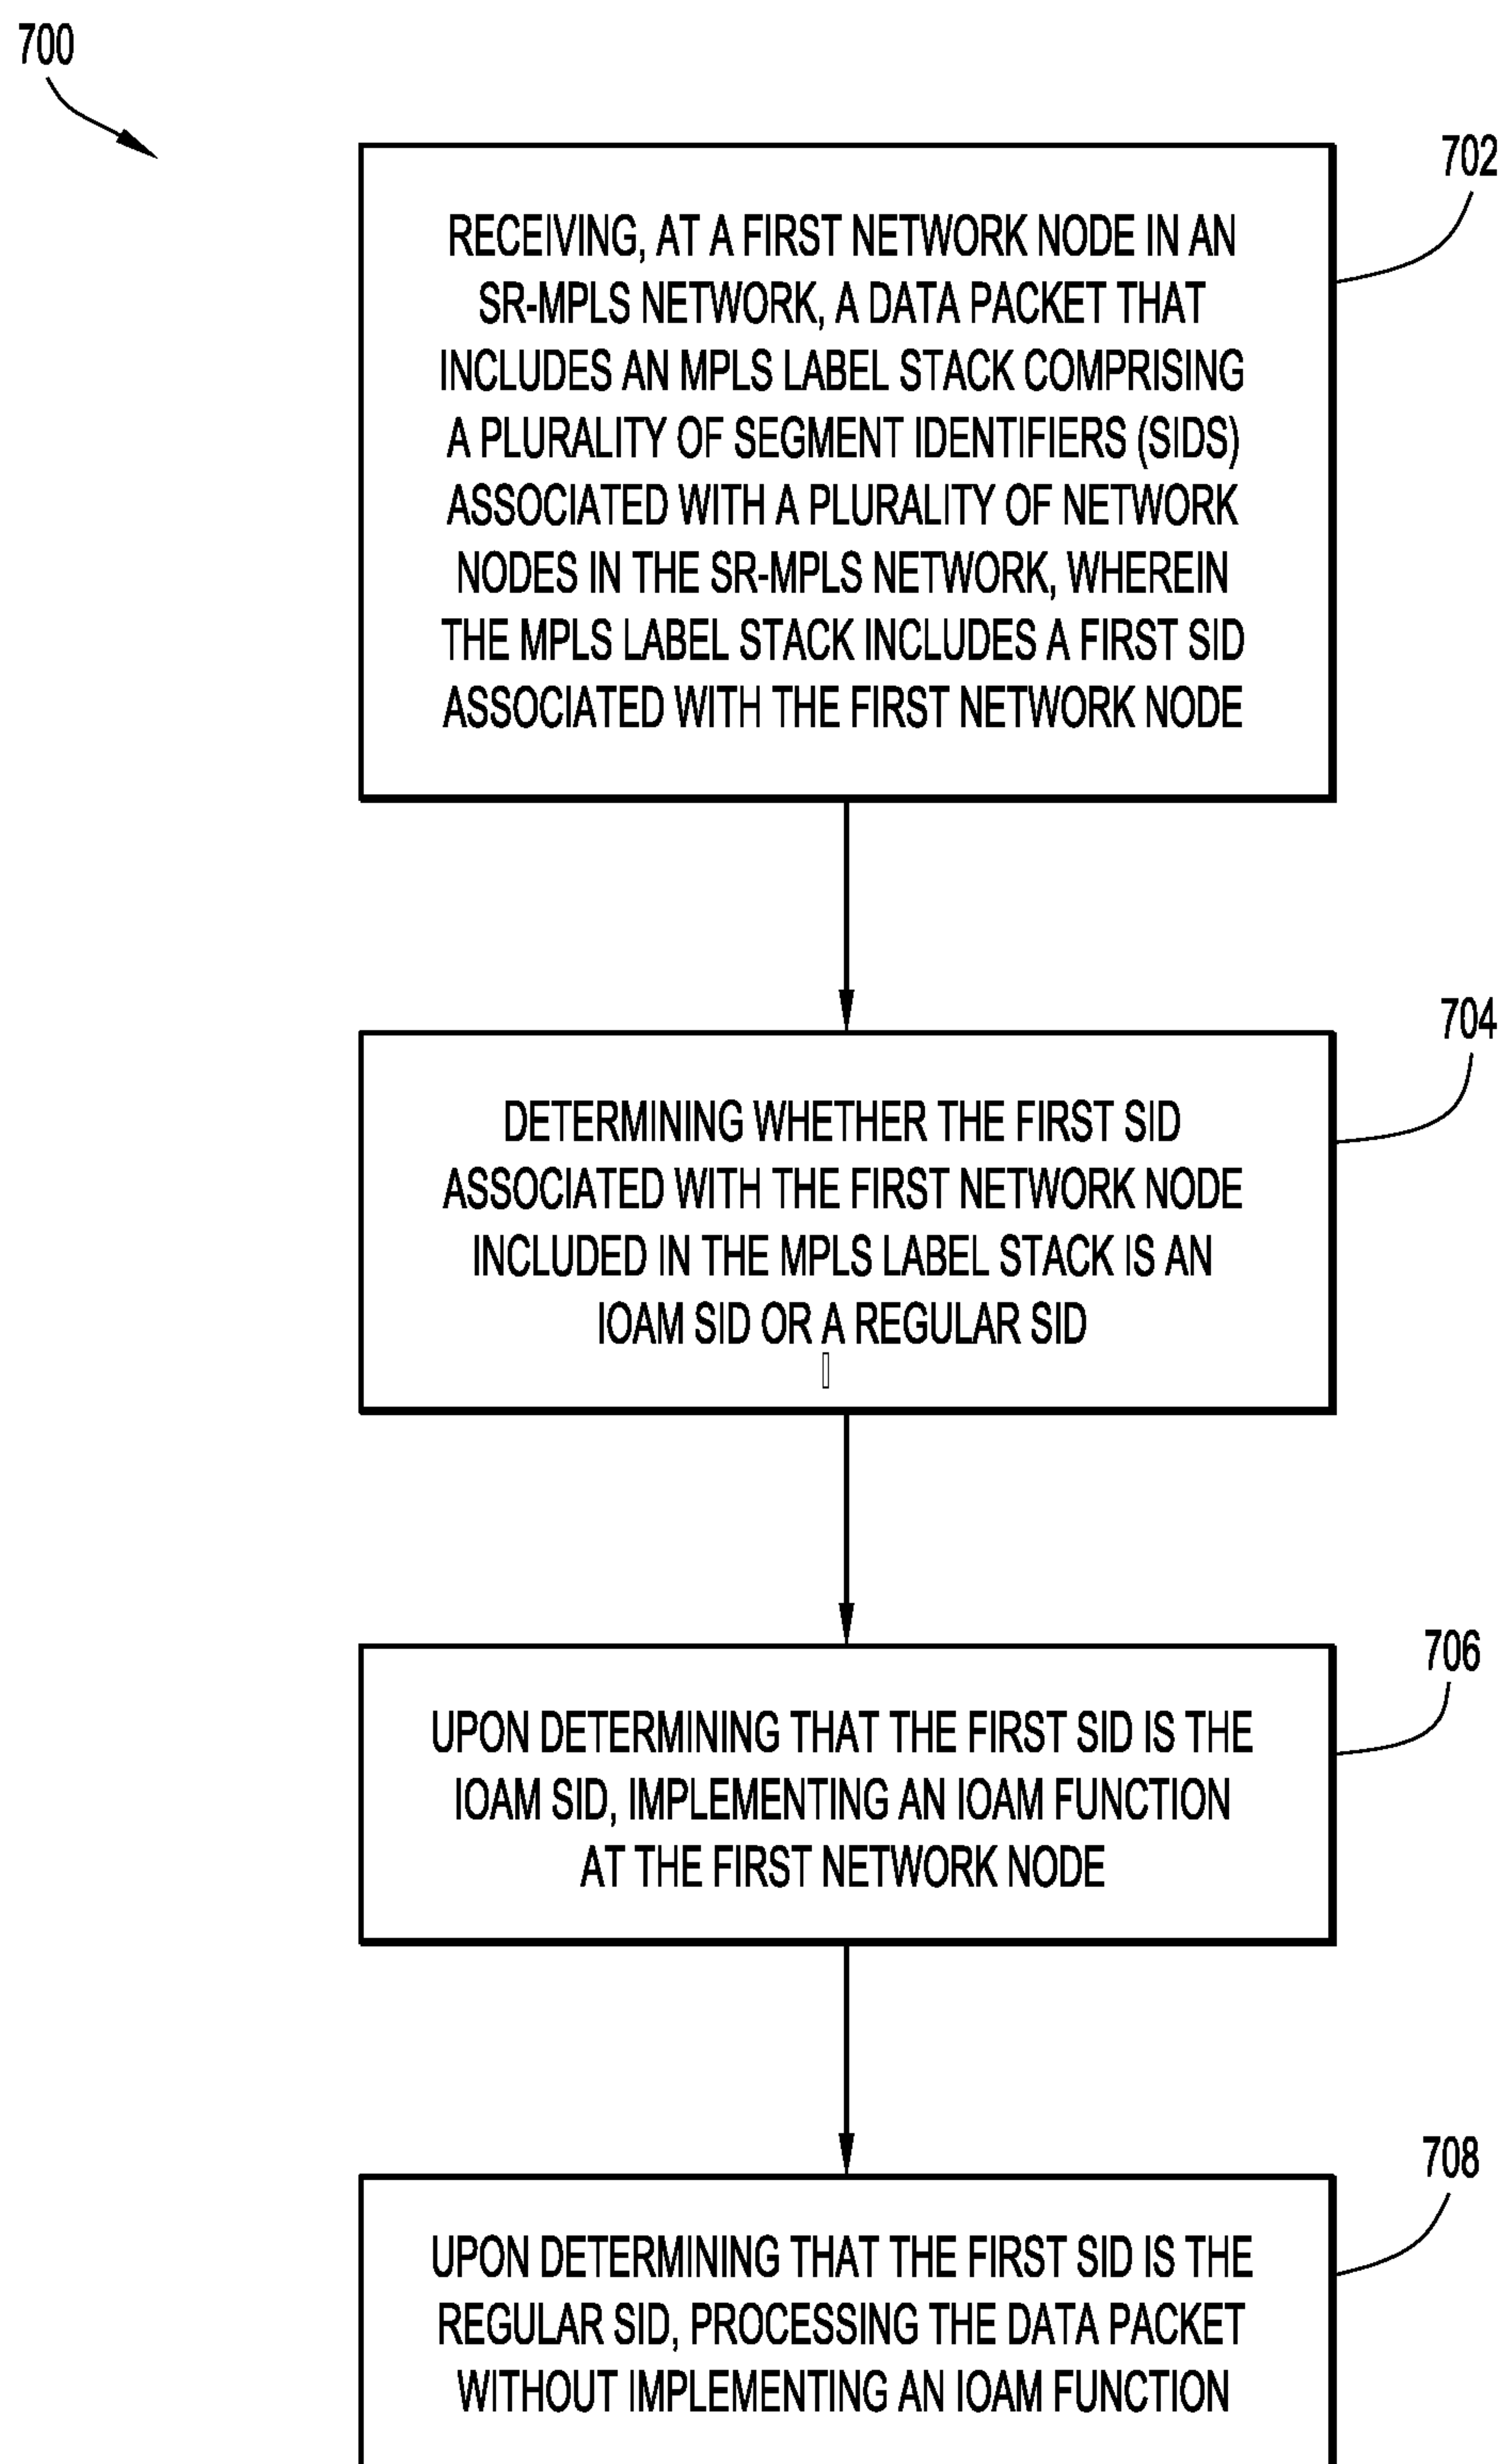 700
702
RECEIVING, AT A FIRST NETWORK NODE IN AN
SR-MPLS NETWORK, A DATA PACKET THAT
INCLUDES AN MPLS LABEL STACK COMPRISING
A PLURALITY OF SEGMENT IDENTIFIERS (SIDS)
ASSOCIATED WITH A PLURALITY OF NETWORK
NODES IN THE SR-MPLS NETWORK, WHEREIN
THE MPLS LABEL STACK INCLUDES A FIRST SID
ASSOCIATED WITH THE FIRST NETWORK NODE
704
DETERMINING WHETHER THE FIRST SID
ASSOCIATED WITH THE FIRST NETWORK NODE
INCLUDED IN THE MPLS LABEL STACK IS AN
IOAM SID OR A REGULAR SID
706
UPON DETERMINING THAT THE FIRST SID IS THE
IOAM SID, IMPLEMENTING AN IOAM FUNCTION
AT THE FIRST NETWORK NODE
708
UPON DETERMINING THAT THE FIRST SID IS THE
REGULAR SID, PROCESSING THE DATA PACKET
WITHOUT IMPLEMENTING AN IOAM FUNCTION